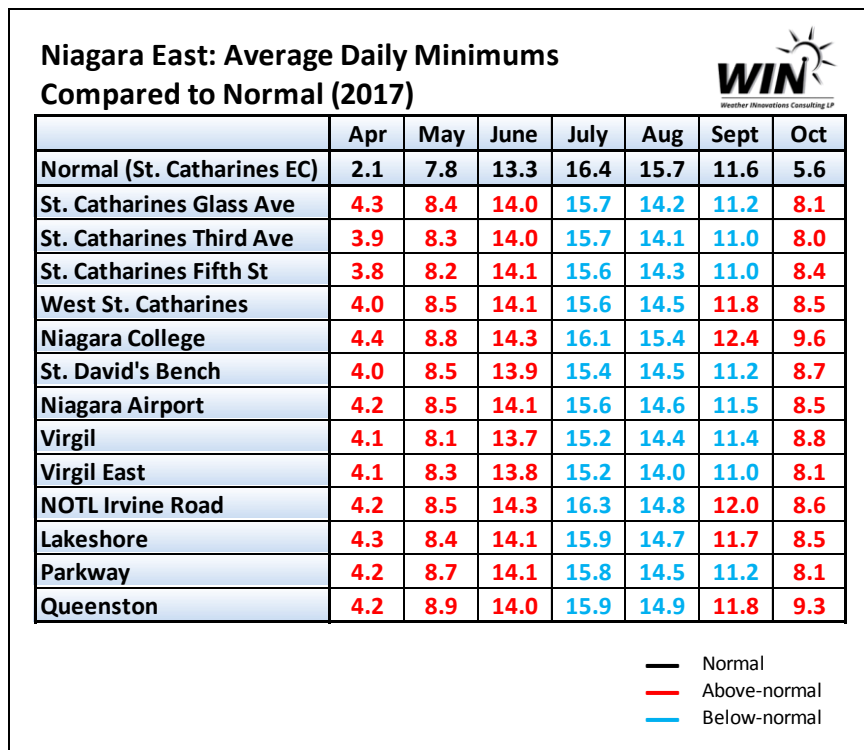 Niagara East: Average Daily Minimums
Compared to Normal (2017)
WIN
Weather INnovations Consulting LP
Apr May June July Aug Sept Oct
Normal (St. Catharines EC) 2.1 7.8 13.3 16.4 15.7 11.6 5.6
St. Catharines Glass Ave 4.3 8.4 14.0 15.7 14.2 11.2 8.1
St. Catharines Third Ave 3.9 8.3 14.0 15.7 14.1 11.0 8.0
St. Catharines Fifth St 3.8 8.2 14.1 15.6 14.3 11.0 8.4
West St. Catharines 4.0 8.5 14.1 15.6 14.5 11.8 8.5
Niagara College 4.4 8.8 14.3 16.1 15.4 12.4 9.6
St. David's Bench 4.0 8.5 13.9 15.4 14.5 11.2 8.7
Niagara Airport 4.2 8.5 14.1 15.6 14.6 11.5 8.5
Virgil 4.1 8.1 13.7 15.2 14.4 11.4 8.8
Virgil East 4.1 8.3 13.8 15.2 14.0 11.0 8.1
NOTL Irvine Road 4.2 8.5 14.3 16.3 14.8 12.0 8.6
Lakeshore 4.3 8.4 14.1 15.9 14.7 11.7 8.5
Parkway 4.2 8.7 14.1 15.8 14.5 11.2 8.1
Queenston 4.2 8.9 14.0 15.9 14.9 11.8 9.3
Normal
Above-normal
Below-normal